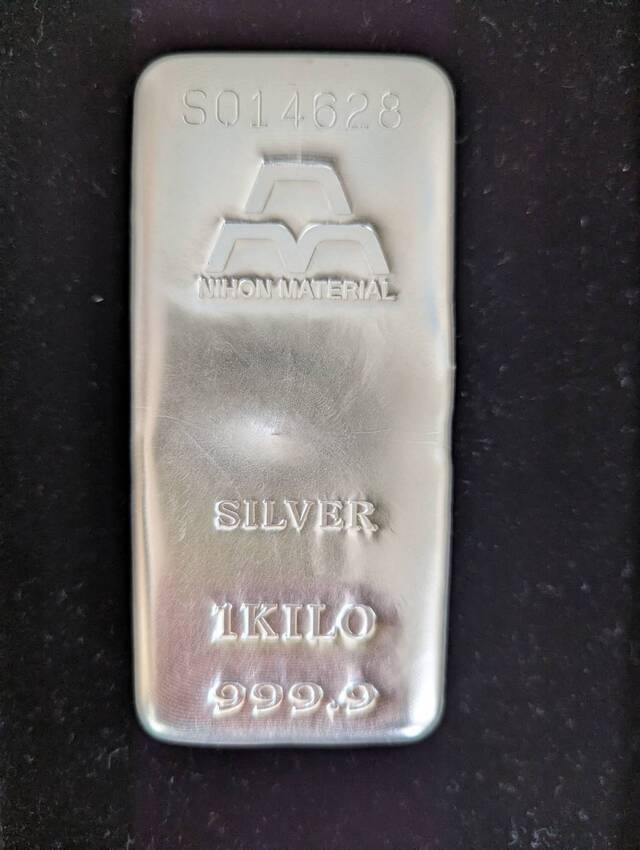 S014628
NIHON MATERIAL
SILVER
1KILO
999.9